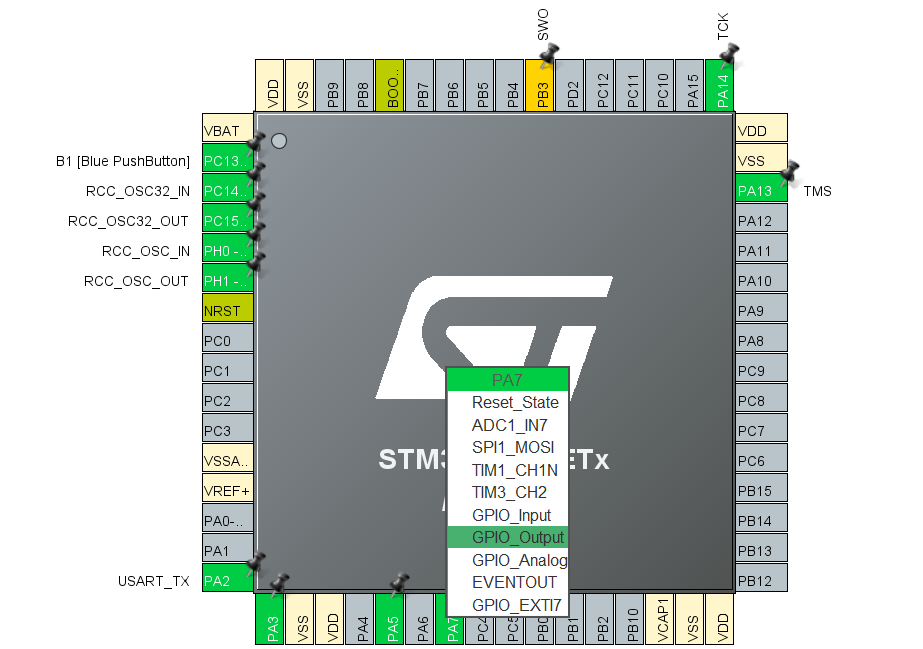 SWO
TCK
VDD
VSS
PB9
PB8
BOO..
PB7
PB6
PB5
PB4
PB3
PD2
PC12
PC11
PC10
PA15
PA14
VBAT
B1 [Blue PushButton]
PC13..
RCC_OSC32_IN
PC14..
RCC_OSC32_OUT
PC15..
RCC_OSC_IN
PH0 -..
RCC_OSC_OUT
PH1 -..
NRST
PC0
PC1
PC2
PC3
VSSA..
VREF+
PA0-..
PA1
USART_TX
PA2
VDD
VSS
PA13
TMS
PA12
PA11
PA10
PA9
PA8
PC9
PC8
PC7
PC6
PB15
PB14
PB13
PB12
PA7
Reset_State
ADC1_IN7
SPI1_MOSI
TIM1_CH1N
TIM3_CH2
GPIO_Input
GPIO_Output
GPIO_Analog
EVENTOUT
GPIO_EXTI7
PA3
VSS
VDD
PA4
PA5
PA6
PA7
PC4
PC5
PB0
PB1
PB2
PB10
VCAP1
VSS
VDD